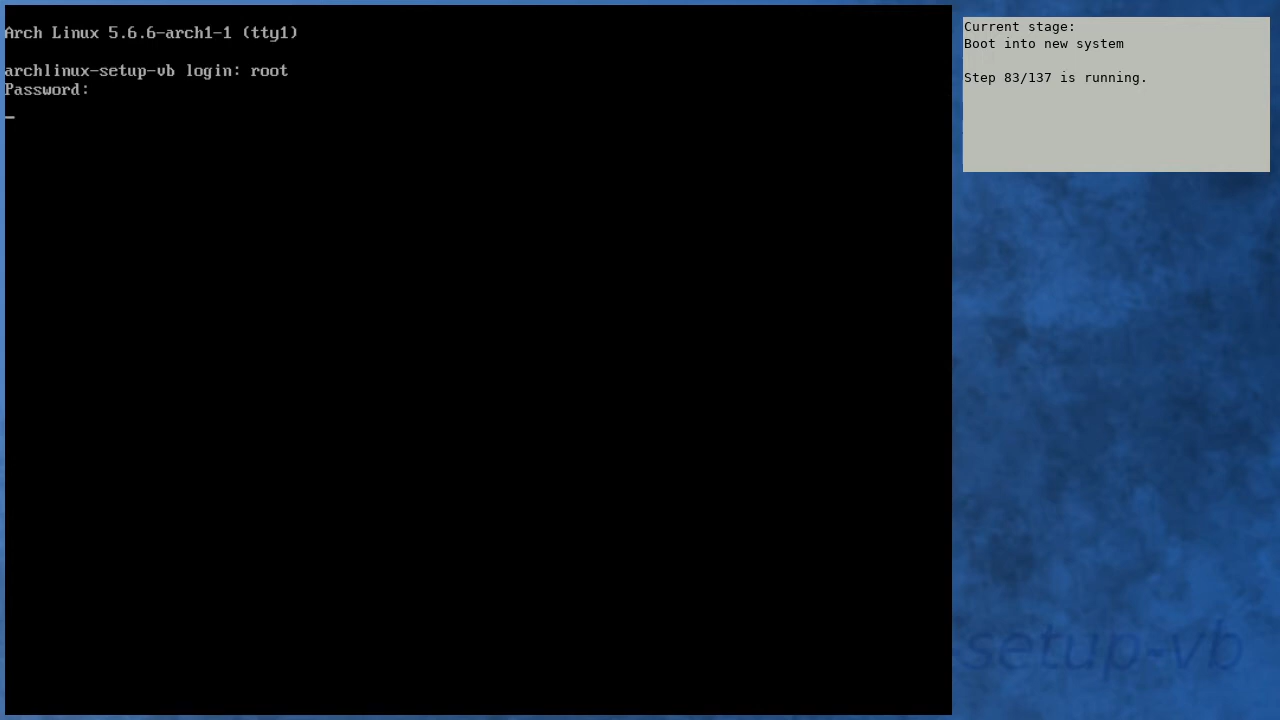 Arch Linux 5.6.6-arch1-1 (tty1)
archlinux-setup-vb login: root
Password:
Current stage:
Boot into new system
Step 83/137 is running.
-setup-vb